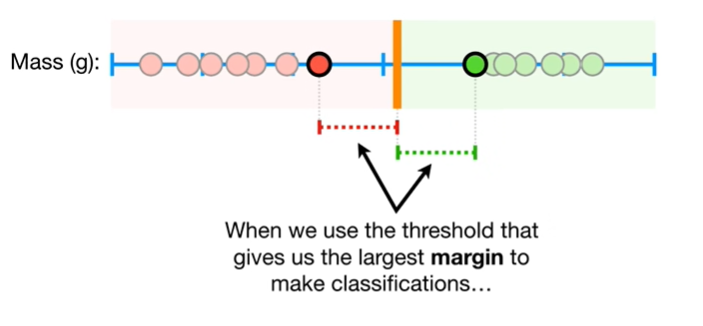 Mass (g):
When we use the threshold that
gives us the largest margin to
make classifications...